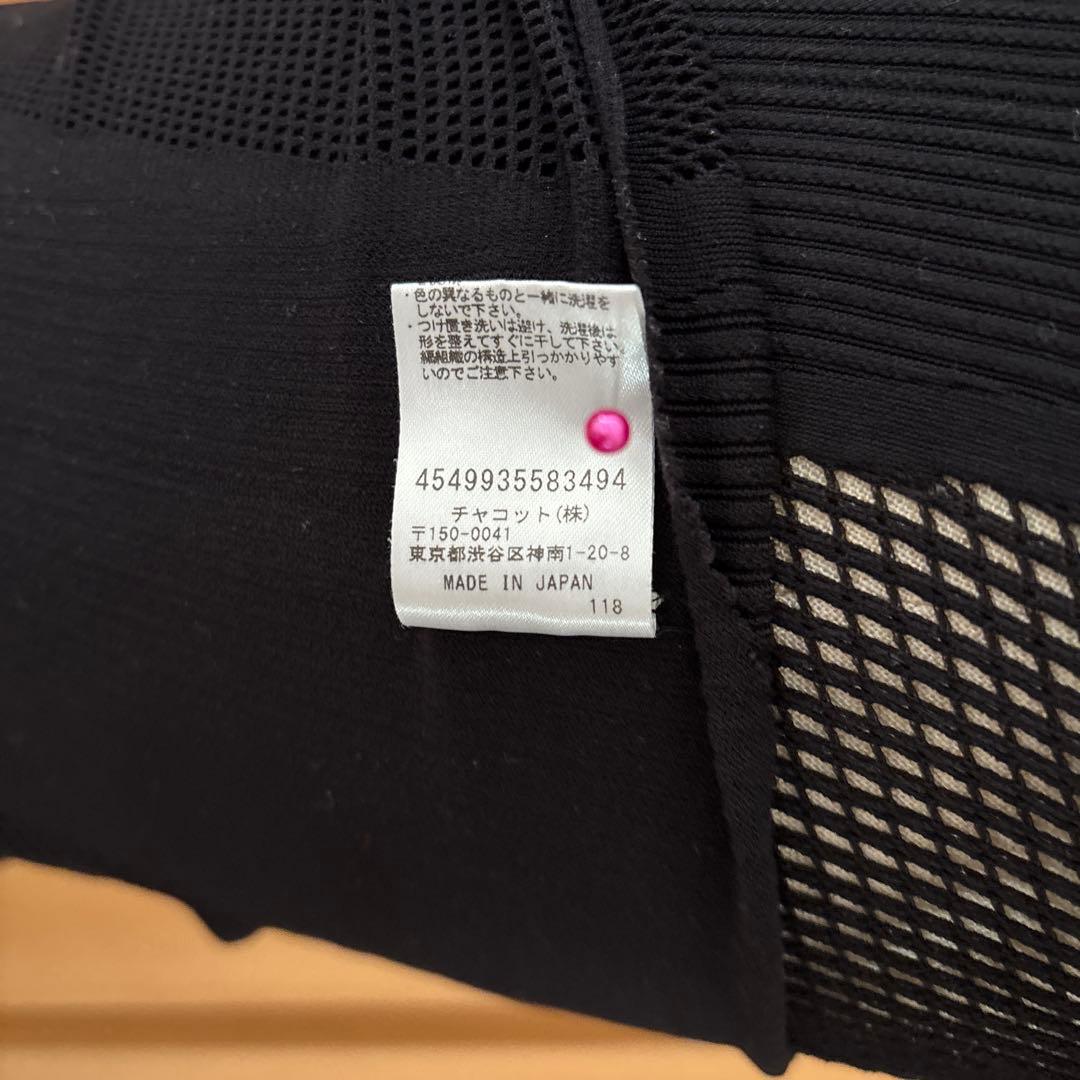 ・色の異なるものと一緒に洗濯を
しないで下さい。
・つけ置き洗いは避け、洗濯後は
形を整えてすぐに干して下さい。
編組織の構造上引っかかりやす
いのでご注意下さい。
4549935583494
チャコット(株)
〒150-0041
東京都渋谷区神南1-20-8
MADE IN JAPAN
118